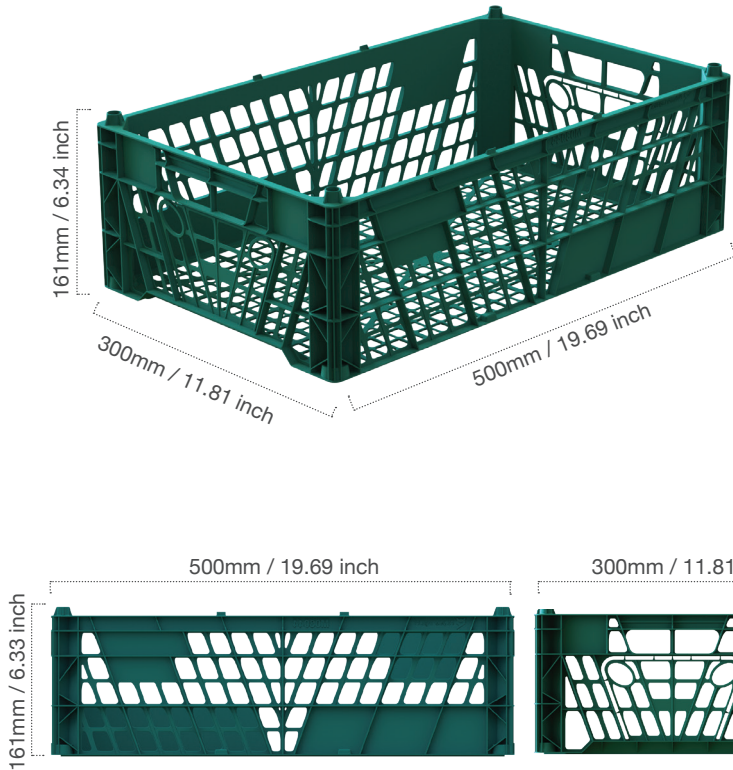 161mm / 6.34 inch
300mm / 11.81 inch
500mm / 19.69 inch
500mm / 19.69 inch
300mm / 11.81
161mm / 6.33 inch